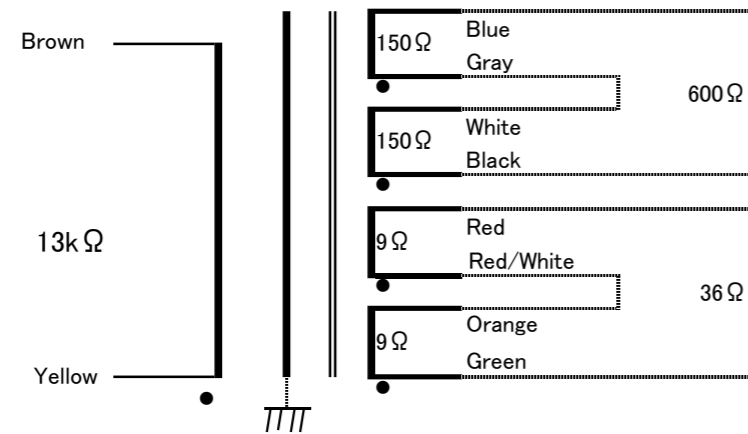 Brown
13kΩ
Yellow
150Ω
Blue
Gray
150Ω
White
Black
600Ω
9Ω
Red
Red/White
9Ω
Orange
Green
36Ω